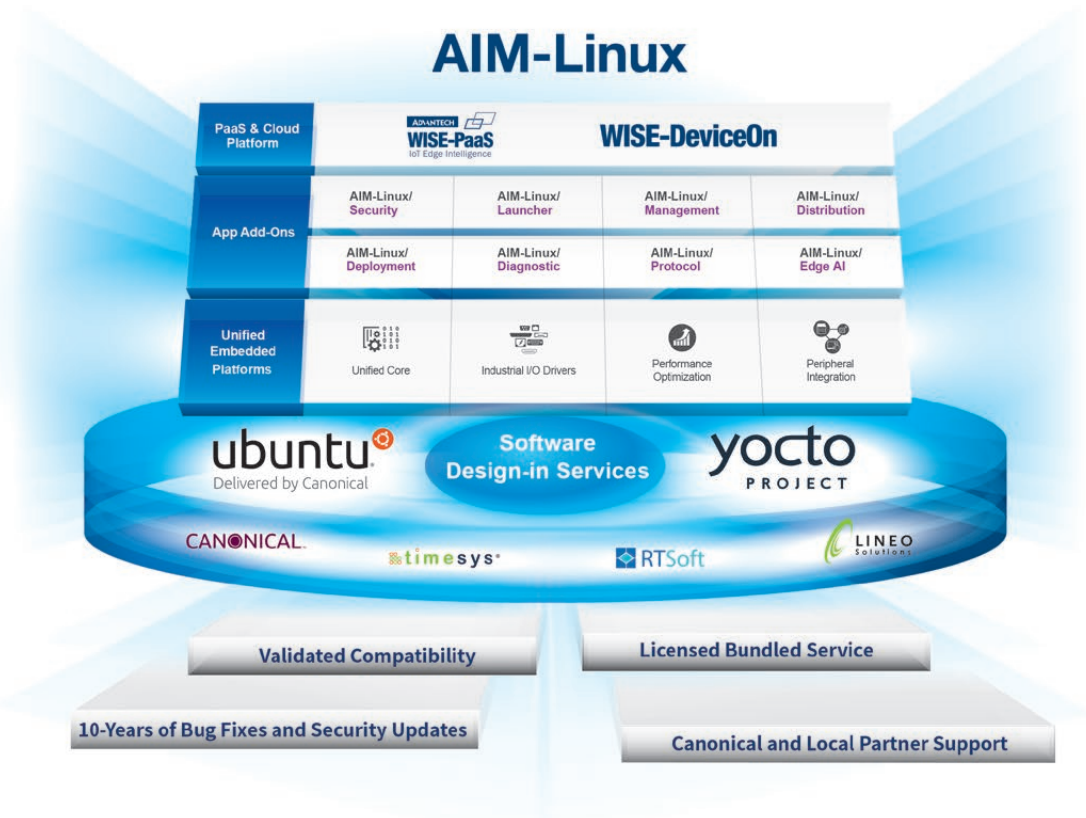 AIM-Linux
PaaS & Cloud
Platform
ADVANTECH
WISE-PaaS
IoT Edge Intelligence
WISE-DeviceOn
App Add-Ons
AIM-Linux/
Security
AIM-Linux/
Launcher
AIM-Linux/
Management
AIM-Linux/
Distribution
AIM-Linux/
Deployment
AIM-Linux/
Diagnostic
AIM-Linux/
Protocol
AIM-Linux/
Edge AI
Unified
Embedded
Platforms
Unified Core
Industrial I/O Drivers
Performance
Optimization
Peripheral
Integration
ubuntu
Delivered by Canonical
Software
Design-in Services
yocto
PROJECT
CANONICAL
timesys
RTSoft
LINEO
Solutions
Validated Compatibility
Licensed Bundled Service
10-Years of Bug Fixes and Security Updates
Canonical and Local Partner Support